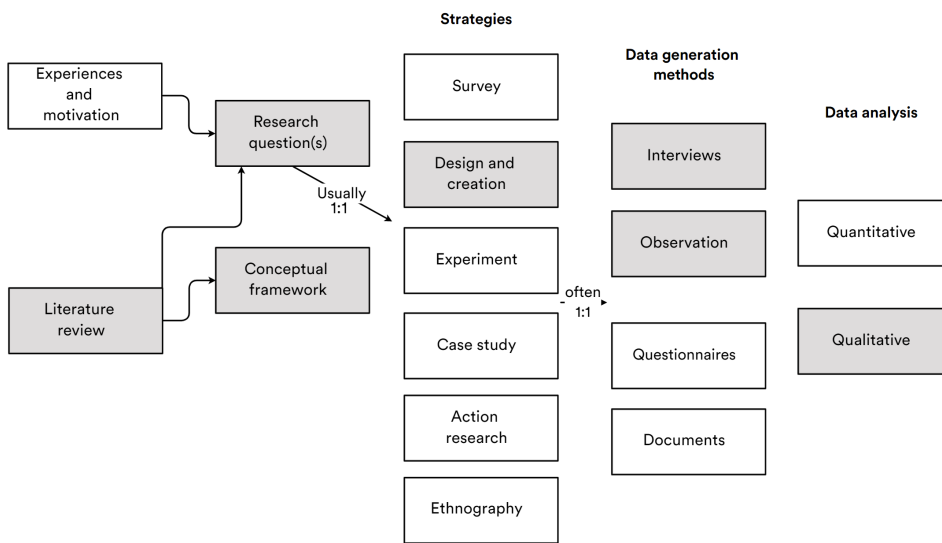 Strategies
Experiences
and
motivation
Research
question(s)
Usually
1:1
Literature
review
Conceptual
framework
Survey
Design and
creation
Experiment
Case study
Action
research
Ethnography
often
1:1
Data generation
methods
Interviews
Observation
Questionnaires
Documents
Data analysis
Quantitative
Qualitative